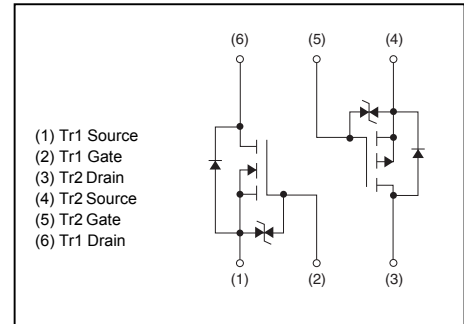 (6) (5) (4)
(1) Tr1 Source
(2) Tr1 Gate
(3) Tr2 Drain
(4) Tr2 Source
(5) Tr2 Gate
(6) Tr1 Drain
(1) (2) (3)